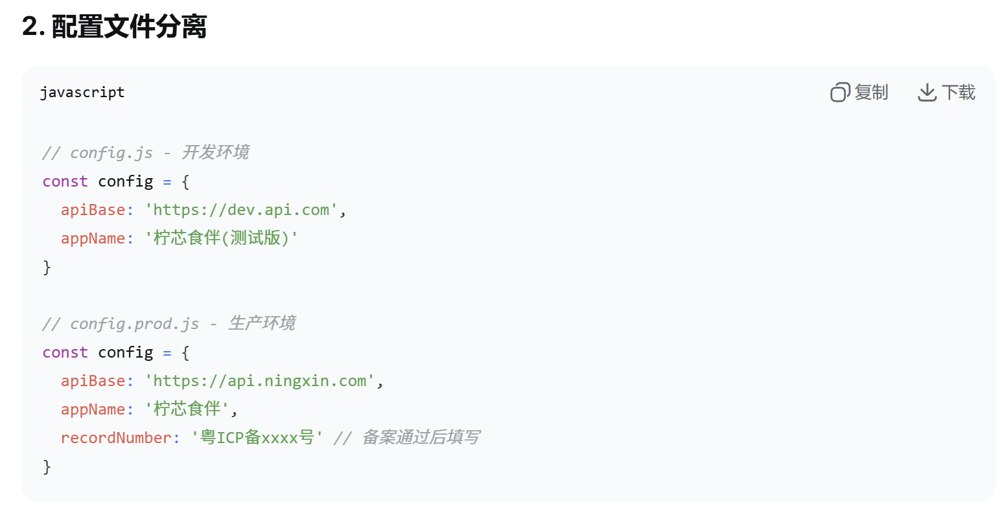 2. 配置文件分离
javascript
复制
下载
// config.js - 开发环境
const config = {
  apiBase: 'https://dev.api.com',
  appName: '柠芯食伴(测试版)'
}
// config.prod.js - 生产环境
const config = {
  apiBase: 'https://api.ningxin.com',
  appName: '柠芯食伴',
  recordNumber: '粤ICP备xxxx号' // 备案通过后填写
}